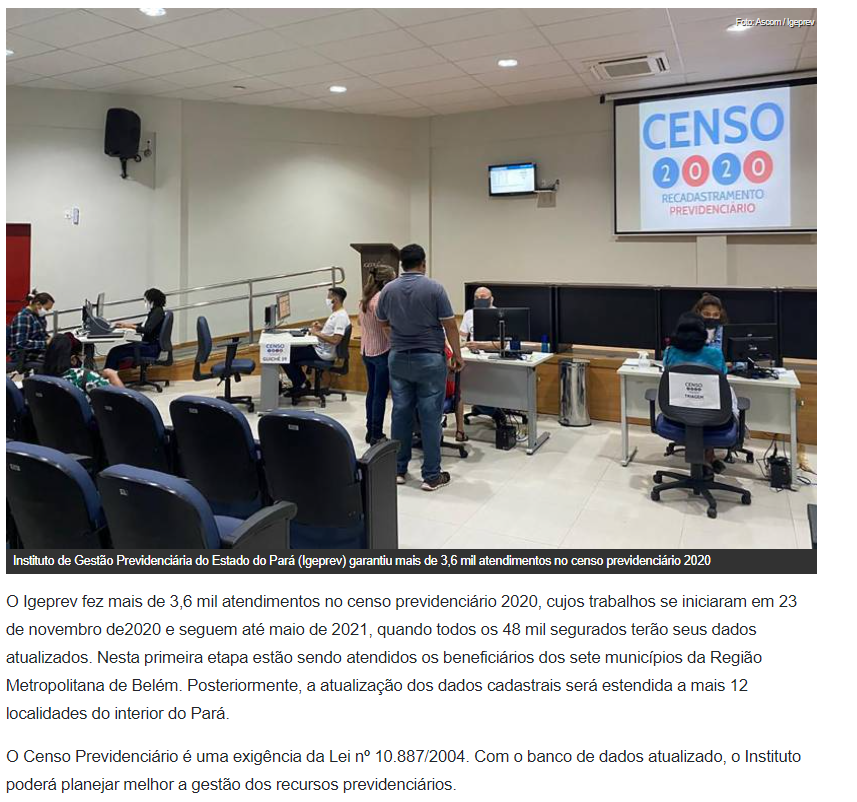 Foto: Ascom / Igeprev
CENSO
2020
RECADASTRAMENTO
PREVIDENCIÁRIO
CENSO
GUICHÊ 01
CENSO
CENSO
TRIAGEM
Instituto de Gestão Previdenciária do Estado do Pará (Igeprev) garantiu mais de 3,6 mil atendimentos no censo previdenciário 2020
O Igeprev fez mais de 3,6 mil atendimentos no censo previdenciário 2020, cujos trabalhos se iniciaram em 23
de novembro de2020 e seguem até maio de 2021, quando todos os 48 mil segurados terão seus dados
atualizados. Nesta primeira etapa estão sendo atendidos os beneficiários dos sete municípios da Região
Metropolitana de Belém. Posteriormente, a atualização dos dados cadastrais será estendida a mais 12
localidades do interior do Pará.
O Censo Previdenciário é uma exigência da Lei nº 10.887/2004. Com o banco de dados atualizado, o Instituto
poderá planejar melhor a gestão dos recursos previdenciários.